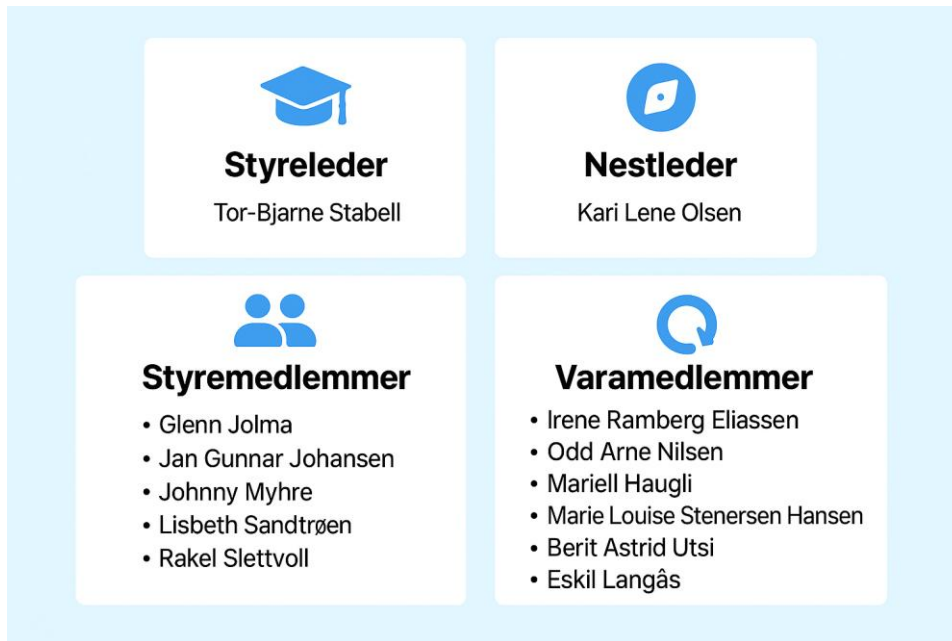 Styreleder
Tor-Bjarne Stabell
Nestleder
Kari Lene Olsen
Styremedlemmer
• Glenn Jolma
• Jan Gunnar Johansen
• Johnny Myhre
• Lisbeth Sandtrøen
• Rakel Slettvoll
Varamedlemmer
• Irene Ramberg Eliassen
• Odd Arne Nilsen
• Mariell Haugli
• Marie Louise Stenersen Hansen
• Berit Astrid Utsi
• Eskil Langâs